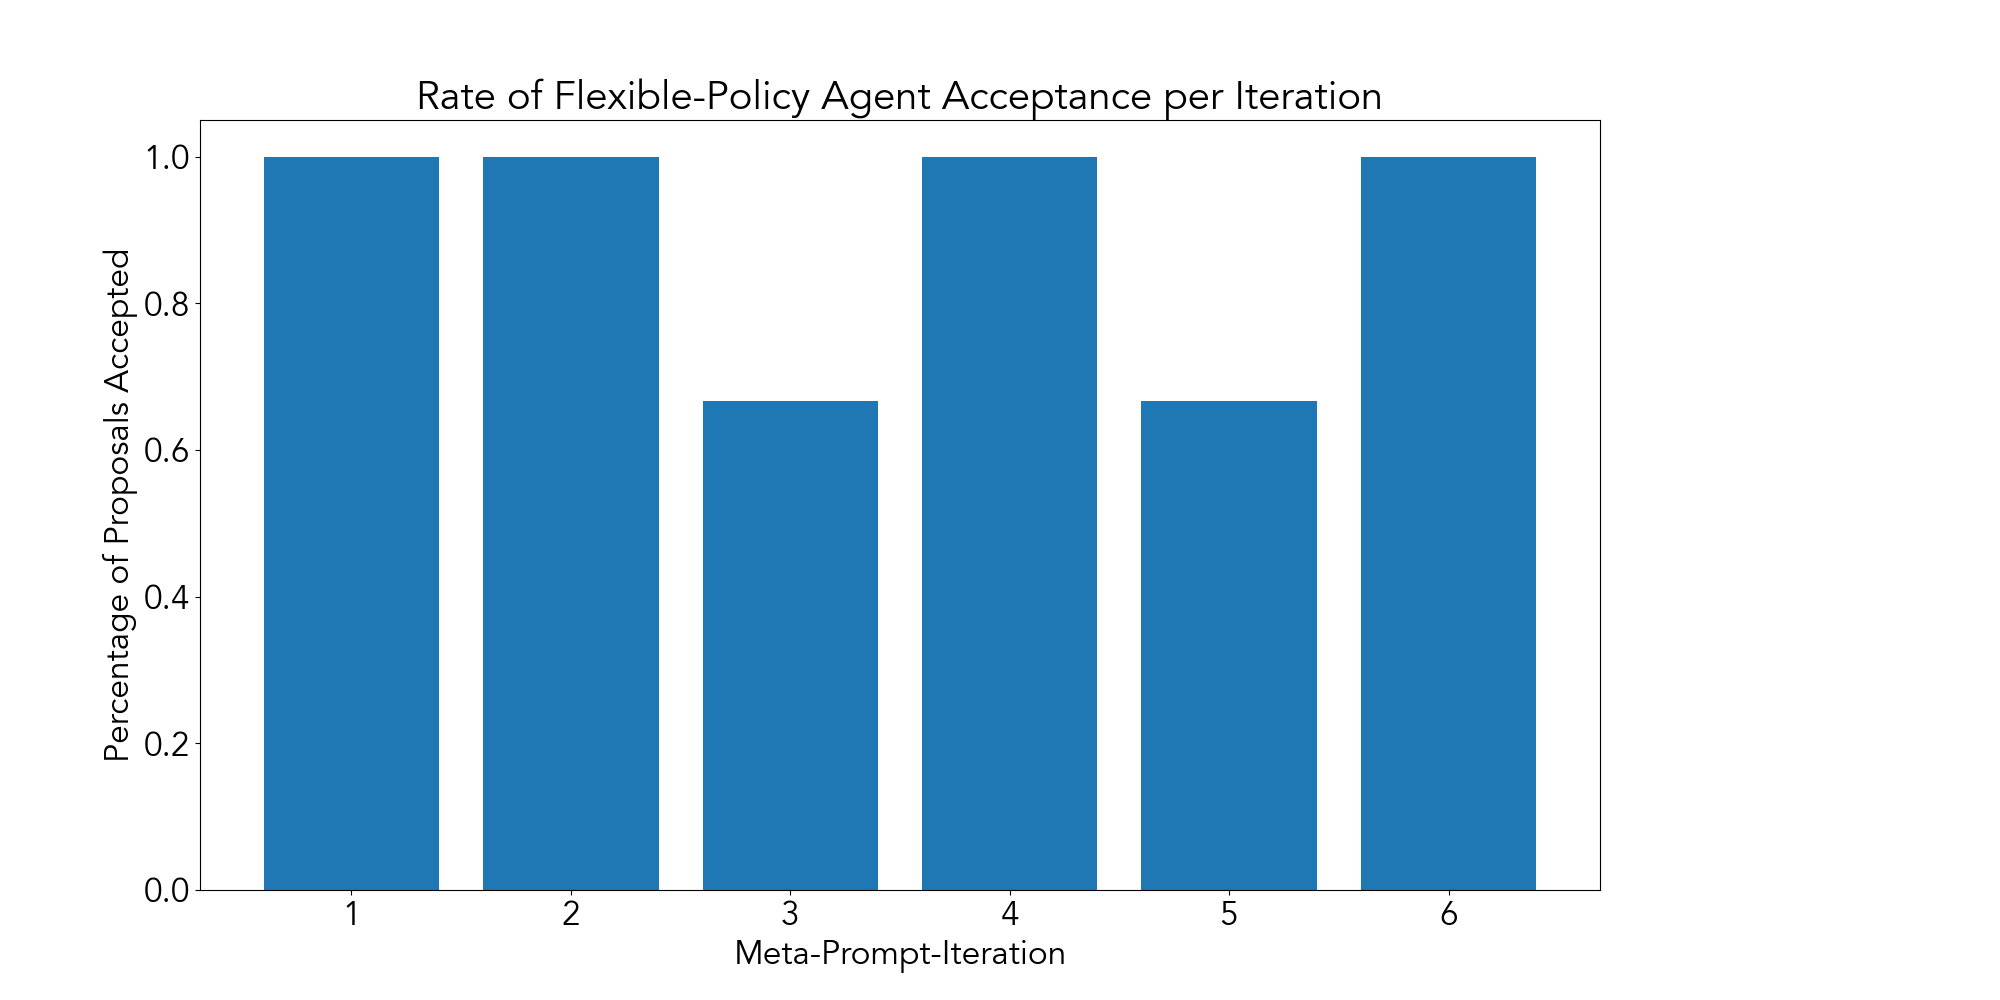 Rate of Flexible-Policy Agent Acceptance per Iteration
Percentage of Proposals Accepted
1.0
0.8
0.6
0.4
0.2
0.0
1 2 3 4 5 6
Meta-Prompt-Iteration